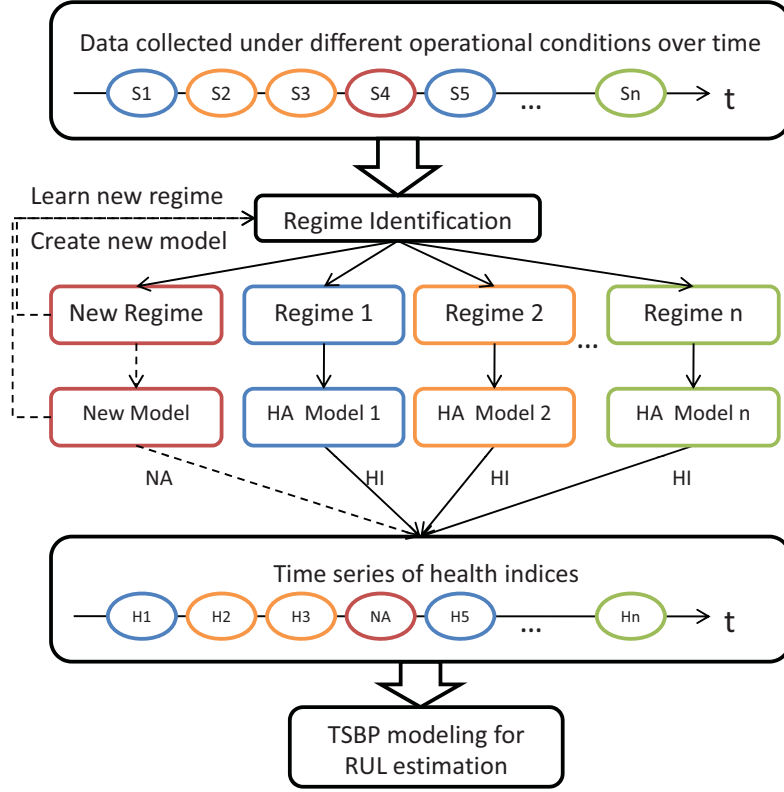 Data collected under different operational conditions over time
S1 S2 S3 S4 S5 ... Sn t
Learn new regime
Regime Identification
Create new model
New Regime Regime 1 Regime 2 ... Regime n
New Model HA Model 1 HA Model 2 HA Model n
NA HI HI HI
Time series of health indices
H1 H2 H3 NA H5 ... Hn t
TSBP modeling for
RUL estimation